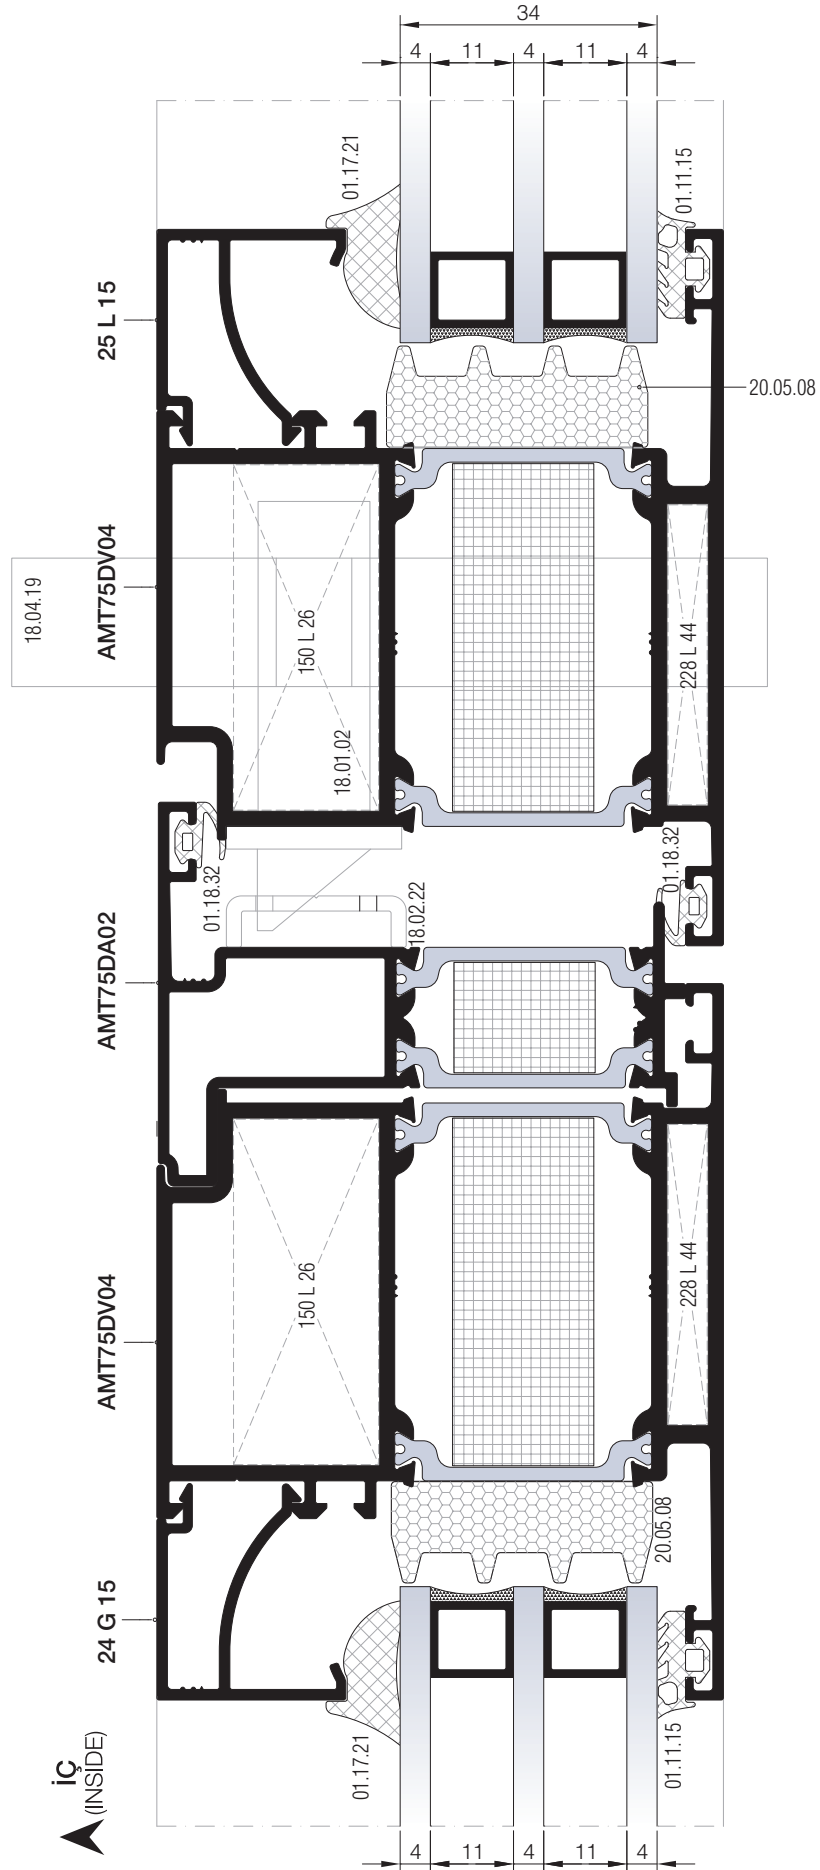 34
4 11 4 11 4
01.17.21
01.11.15
25 L 15
20.05.08
AMT75DV04
18.04.19
150 L 26
228 L 44
18.01.02
01.18.32
01.18.32
18.02.22
AMT75DA02
AMT75DV04
150 L 26
228 L 44
20.05.08
24 G 15
01.17.21
01.11.15
İÇ
(INSIDE)
4 11 4 11 4